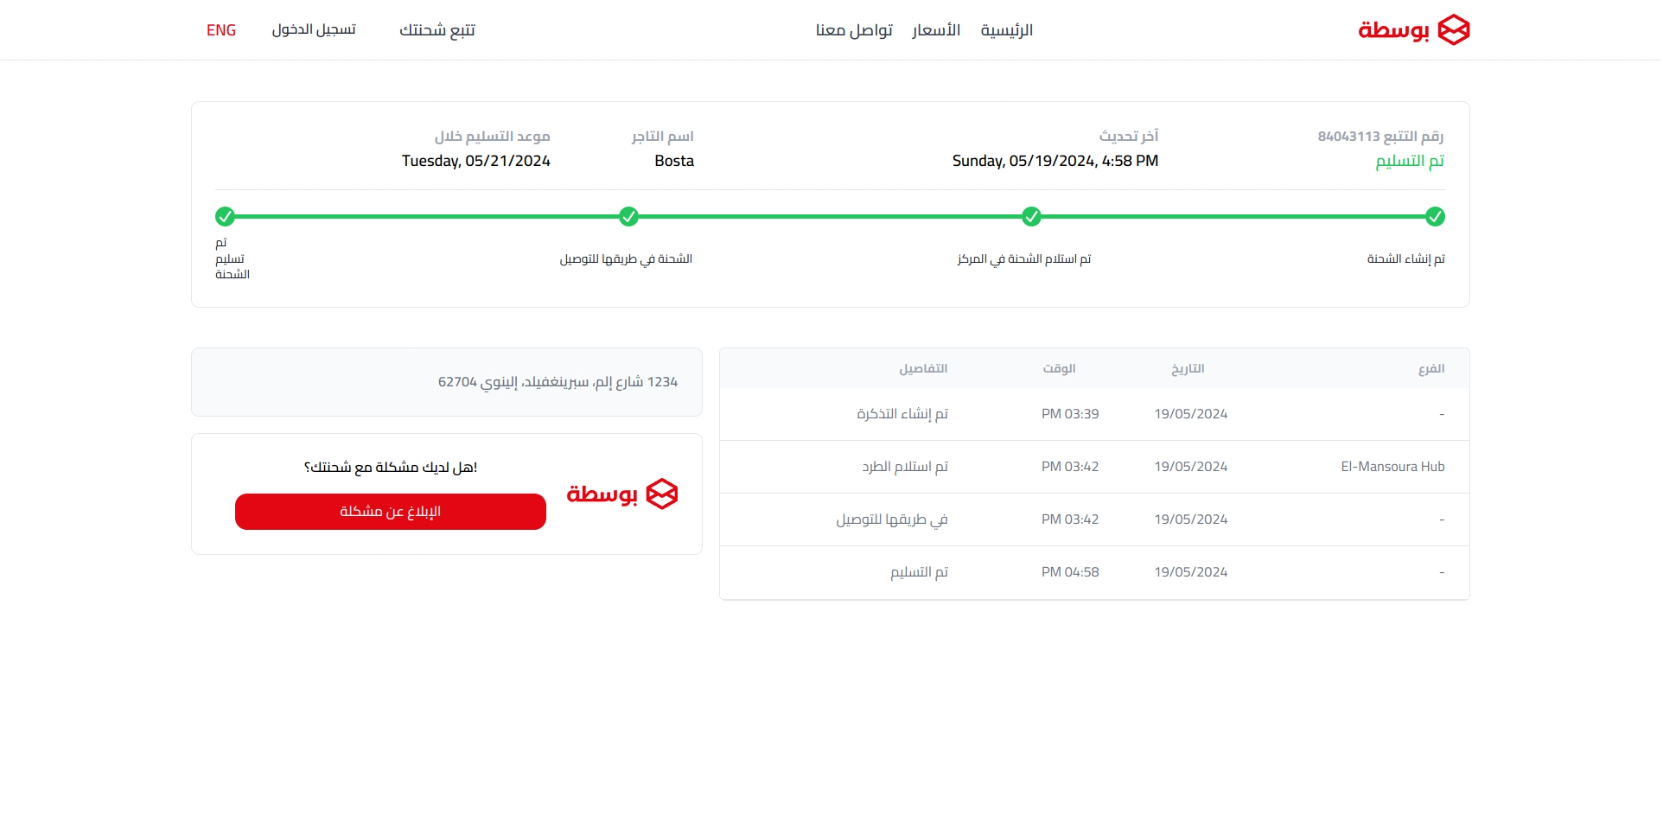 بوسطة
الرئيسية الأسعار تواصل معنا
تتبع شحنتك
تسجيل الدخول
ENG
رقم التتبع 84043113
تم التسليم
آخر تحديث
Sunday, 05/19/2024, 4:58 PM
اسم التاجر
Bosta
موعد التسليم خلال
Tuesday, 05/21/2024
تم إنشاء الشحنة
تم استلام الشحنة في المركز
الشحنة في طريقها للتوصيل
تم
تسليم
الشحنة
الفرع التاريخ الوقت التفاصيل
- 19/05/2024 03:39 PM تم إنشاء التذكرة
El-Mansoura Hub 19/05/2024 03:42 PM تم استلام الطرد
- 19/05/2024 03:42 PM في طريقها للتوصيل
- 19/05/2024 04:58 PM تم التسليم
1234 شارع إلم، سبرينغفيلد، إلينوي 62704
بوسطة
!هل لديك مشكلة مع شحنتك؟
الإبلاغ عن مشكلة